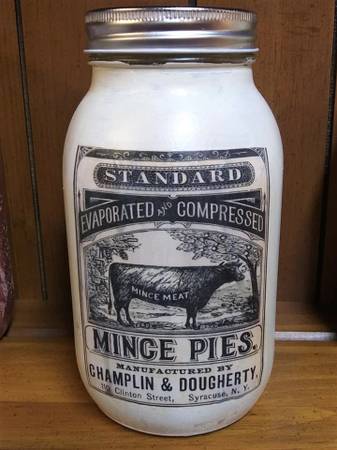 STANDARD
EVAPORATED AND COMPRESSED
MINCE MEAT
MINCE PIES.
MANUFACTURED BY
CHAMPLIN & DOUGHERTY,
Clinton Street, Syracuse, N. Y.